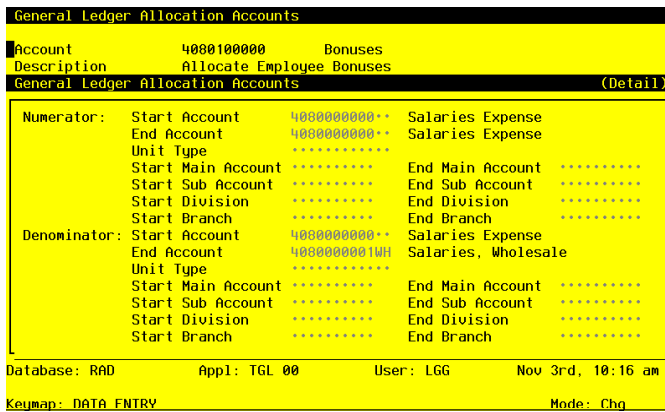 General Ledger Allocation Accounts
Account 4080100000 Bonuses
Description Allocate Employee Bonuses
General Ledger Allocation Accounts (Detail)
Numerator: Start Account 4080000000·· Salaries Expense
End Account 4080000000·· Salaries Expense
Unit Type ············
Start Main Account ·········· End Main Account ··········
Start Sub Account ·········· End Sub Account ··········
Start Division ·········· End Division ··········
Start Branch ·········· End Branch ··········
Denominator: Start Account 4080000000·· Salaries Expense
End Account 4080000001WH Salaries, Wholesale
Unit Type ············
Start Main Account ·········· End Main Account ··········
Start Sub Account ·········· End Sub Account ··········
Start Division ·········· End Division ··········
Start Branch ·········· End Branch ··········
Database: RAD Appl: TGL 00 User: LGG Nov 3rd, 10:16 am
Keymap: DATA ENTRY Mode: Chg